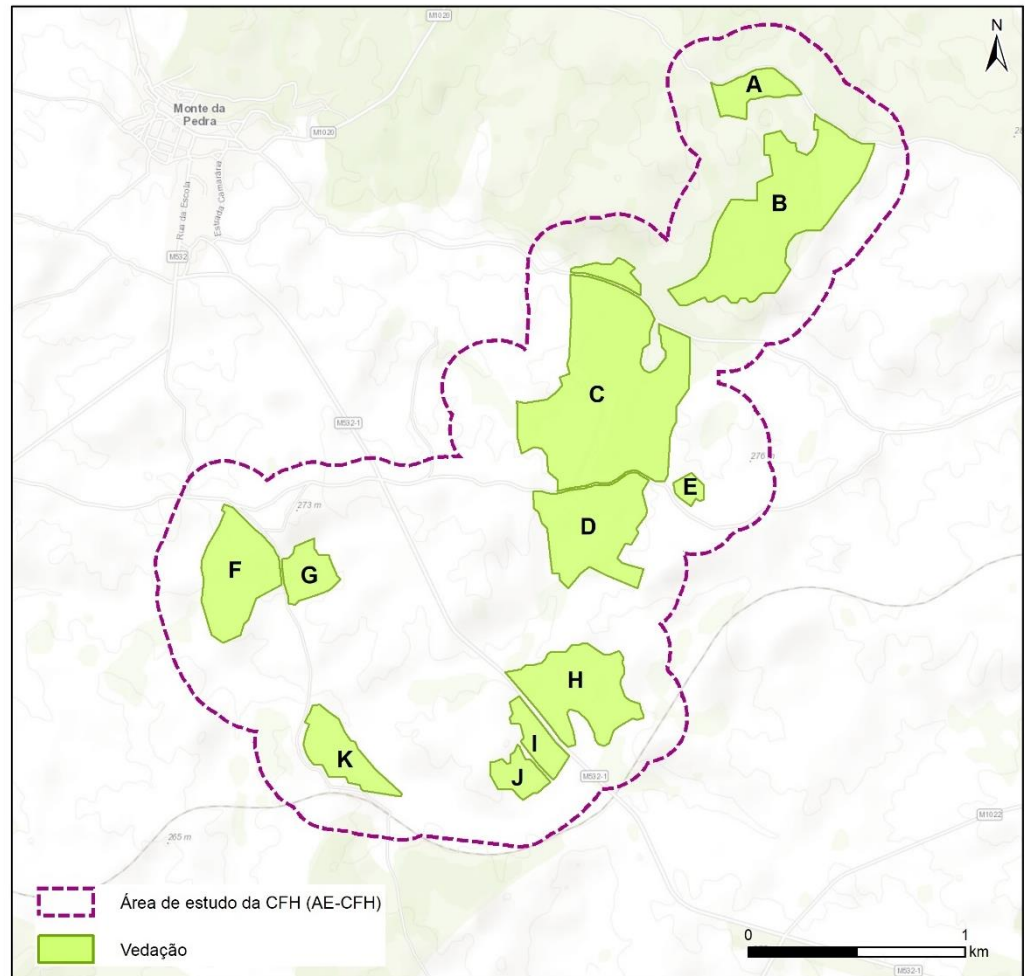 M1020
N
A
Monte da
Pedra
M1020
B
Rua da Escola
Estrada Camarária
M532
C
M532-1
276 m
E
273 m
D
F
G
H
I
K
J
M532-1
M1022
265 m
Área de estudo da CFH (AE-CFH)
Vedação
0 1
km
M532-1